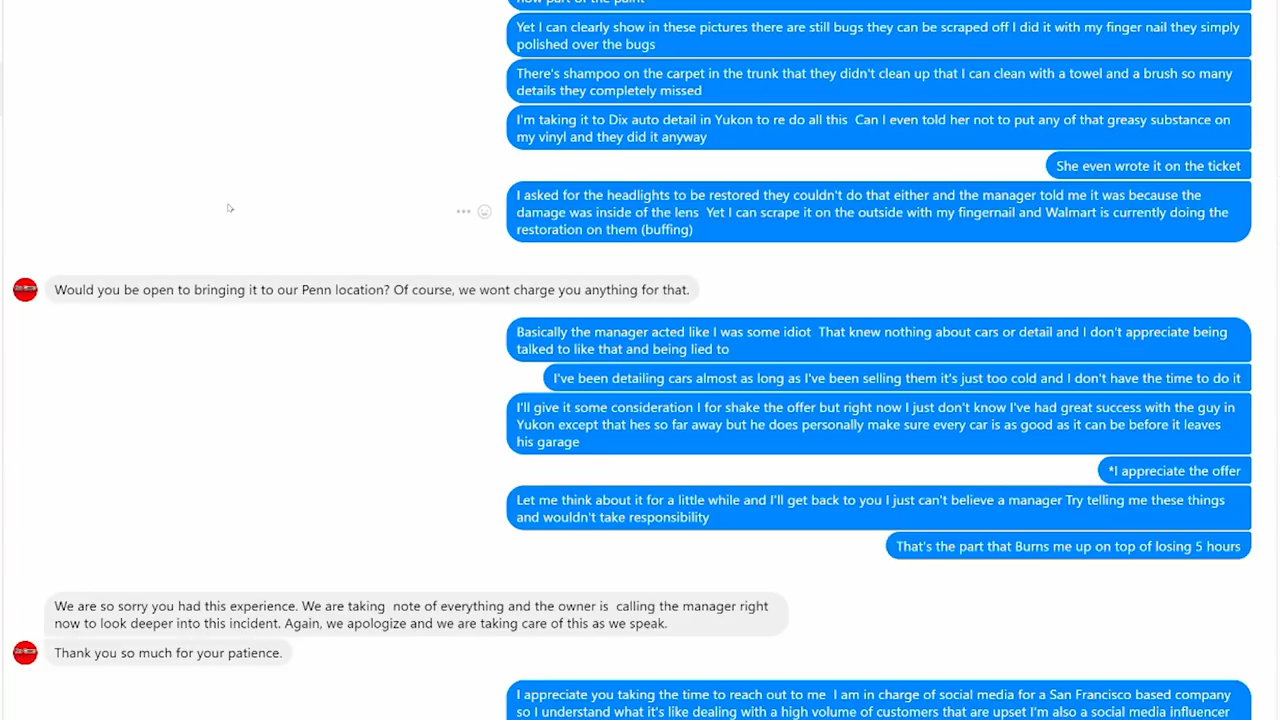 now part of the paint
Yet I can clearly show in these pictures there are still bugs they can be scraped off I did it with my finger nail they simply
polished over the bugs
There's shampoo on the carpet in the trunk that they didn't clean up that I can clean with a towel and a brush so many
details they completely missed
I'm taking it to Dix auto detail in Yukon to re do all this  Can I even told her not to put any of that greasy substance on
my vinyl and they did it anyway
She even wrote it on the ticket
I asked for the headlights to be restored they couldn't do that either and the manager told me it was because the
damage was inside of the lens  Yet I can scrape it on the outside with my fingernail and Walmart is currently doing the
restoration on them (buffing)
Would you be open to bringing it to our Penn location? Of course, we wont charge you anything for that.
Basically the manager acted like I was some idiot  That knew nothing about cars or detail and I don't appreciate being
talked to like that and being lied to
I've been detailing cars almost as long as I've been selling them it's just too cold and I don't have the time to do it
I'll give it some consideration I for shake the offer but right now I just don't know I've had great success with the guy in
Yukon except that hes so far away but he does personally make sure every car is as good as it can be before it leaves
his garage
*I appreciate the offer
Let me think about it for a little while and I'll get back to you I just can't believe a manager Try telling me these things
and wouldn't take responsibility
That's the part that Burns me up on top of losing 5 hours
We are so sorry you had this experience. We are taking  note of everything and the owner is  calling the manager right
now to look deeper into this incident. Again, we apologize and we are taking care of this as we speak.
Thank you so much for your patience.
I appreciate you taking the time to reach out to me  I am in charge of social media for a San Francisco based company
so I understand what it's like dealing with a high volume of customers that are upset I'm also a social media influencer